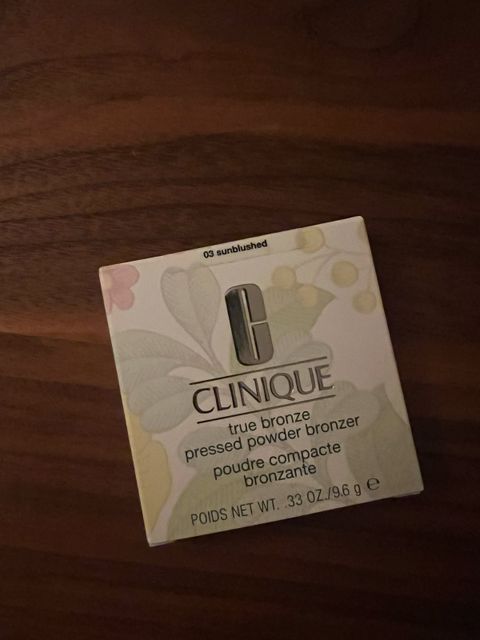 03 sunblushed
CLINIQUE
true bronze
pressed powder bronzer
poudre compacte
bronzante
POIDS NET WT. .33 OZ./9.6 g ℮